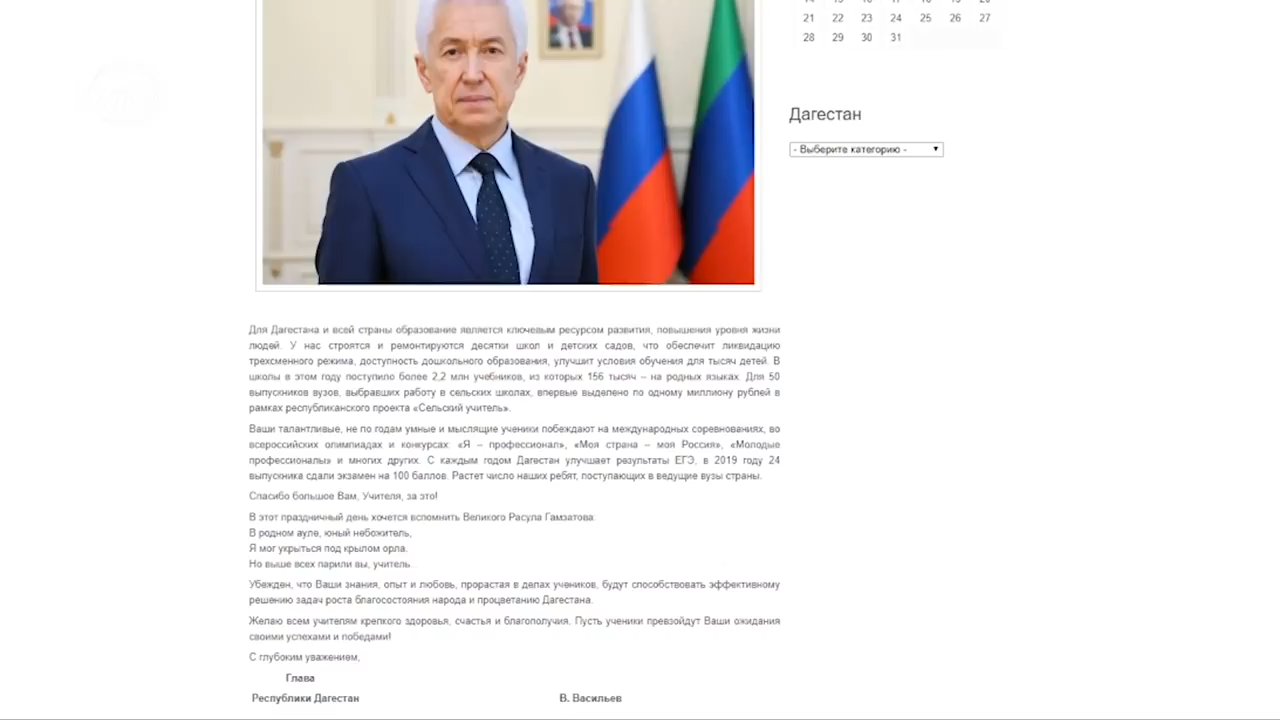 21 22 23 24 25 26 27
28 29 30 31
Дагестан
- Выберите категорию -
Для Дагестана и всей страны образование является ключевым ресурсом развития, повышения уровня жизни
людей. У нас строятся и ремонтируются десятки школ и детских садов, что обеспечит ликвидацию
трехсменного режима, доступность дошкольного образования, улучшит условия обучения для тысяч детей. В
школы в этом году поступило более 2,2 млн учебников, из которых 156 тысяч – на родных языках. Для 50
выпускников вузов, выбравших работу в сельских школах, впервые выделено по одному миллиону рублей в
рамках республиканского проекта «Сельский учитель».
Ваши талантливые, не по годам умные и мыслящие ученики побеждают на международных соревнованиях, во
всероссийских олимпиадах и конкурсах: «Я – профессионал», «Моя страна – моя Россия», «Молодые
профессионалы» и многих других. С каждым годом Дагестан улучшает результаты ЕГЭ, в 2019 году 24
выпускника сдали экзамен на 100 баллов. Растет число наших ребят, поступающих в ведущие вузы страны.
Спасибо большое Вам, Учителя, за это!
В этот праздничный день хочется вспомнить Великого Расула Гамзатова:
В родном ауле, юный небожитель,
Я мог укрыться под крылом орла.
Но выше всех парили вы, учитель...
Убежден, что Ваши знания, опыт и любовь, прорастая в делах учеников, будут способствовать эффективному
решению задач роста благосостояния народа и процветанию Дагестана.
Желаю всем учителям крепкого здоровья, счастья и благополучия. Пусть ученики превзойдут Ваши ожидания
своими успехами и победами!
С глубоким уважением,
Глава
Республики Дагестан В. Васильев